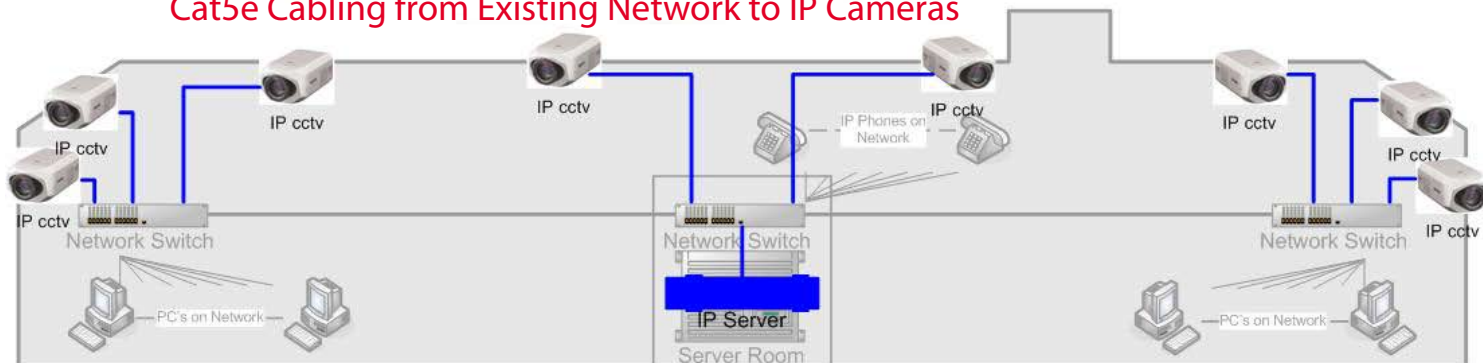 Cat5e Cabling from Existing Network to IP Cameras
IP cctv
IP cctv
IP cctv
IP cctv
IP cctv
IP cctv
IP cctv
IP cctv
IP Phones on
Network
Network Switch
Network Switch
Network Switch
PC's on Network
IP Server
PC's on Network
Server Room